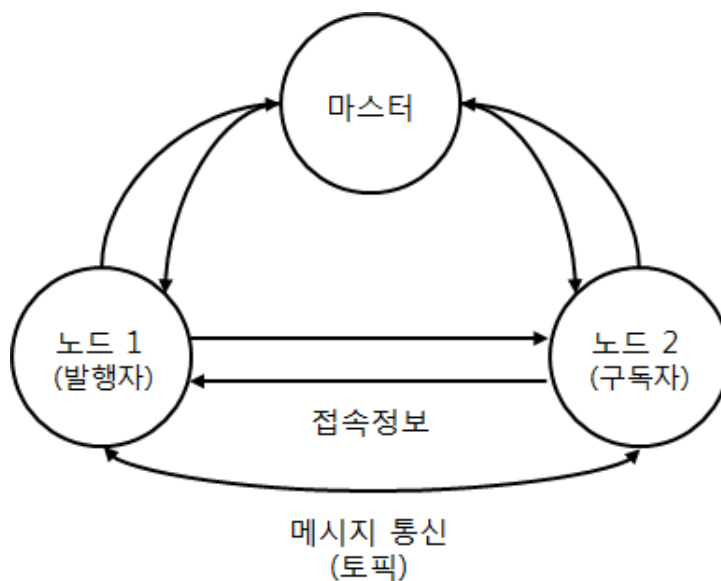 마스터
노드 1
(발행자)
노드 2
(구독자)
접속정보
메시지 통신
(토픽)